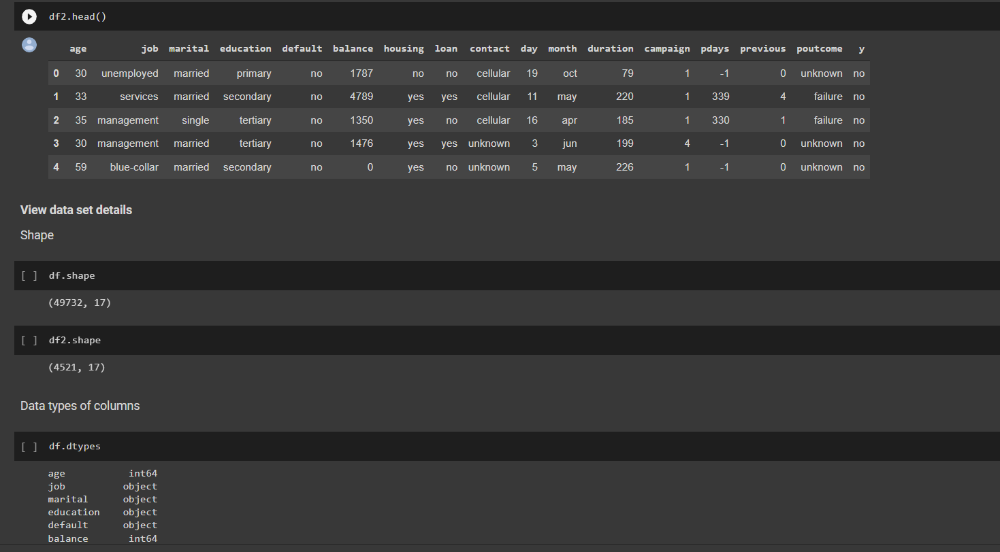 df2.head()
age job marital education default balance housing loan contact day month duration campaign pdays previous poutcome y
0 30 unemployed married primary no 1787 no no cellular 19 oct 79 1 -1 0 unknown no
1 33 services married secondary no 4789 yes yes cellular 11 may 220 1 339 4 failure no
2 35 management single tertiary no 1350 yes no cellular 16 apr 185 1 330 1 failure no
3 30 management married tertiary no 1476 yes yes unknown 3 jun 199 4 -1 0 unknown no
4 59 blue-collar married secondary no 0 yes no unknown 5 may 226 1 -1 0 unknown no
View data set details
Shape
[ ] df.shape
(49732, 17)
[ ] df2.shape
(4521, 17)
Data types of columns
[ ] df.dtypes
age int64
job object
marital object
education object
default object
balance int64